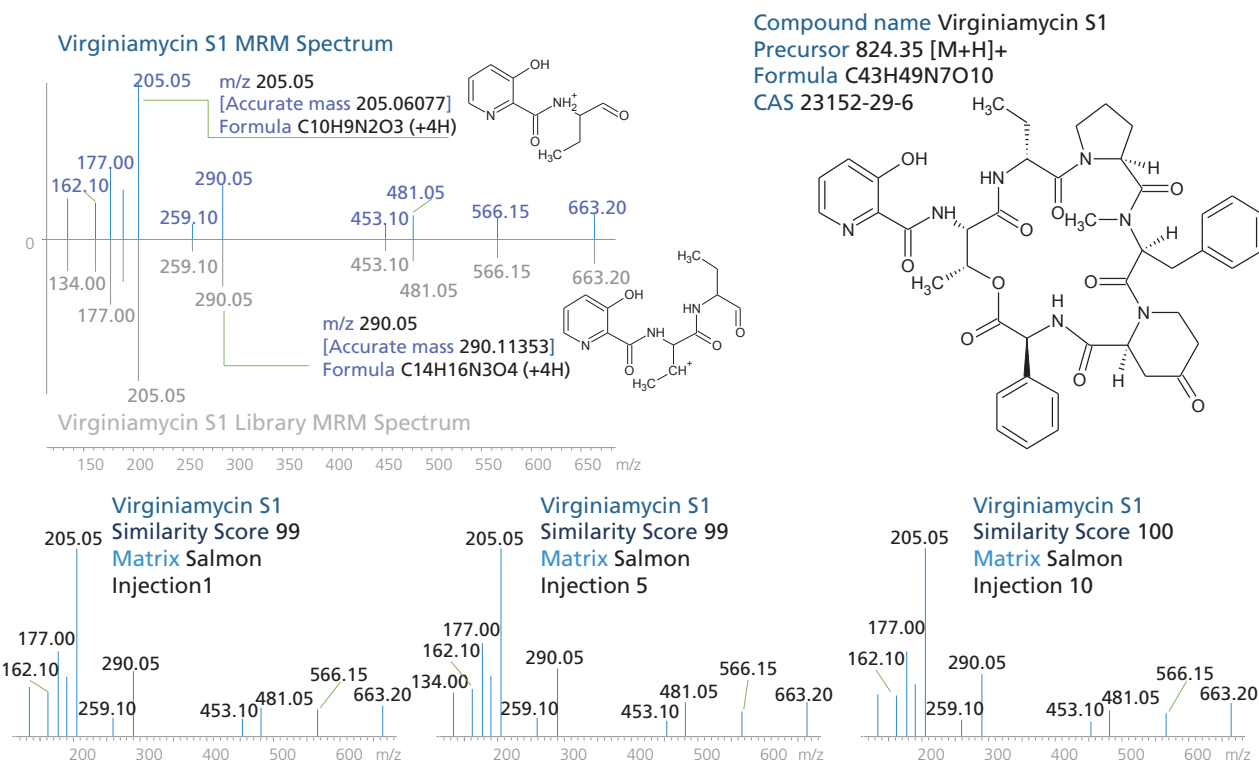 Virginiamycin S1 MRM Spectrum
205.05
m/z 205.05
[Accurate mass 205.06077]
Formula C10H9N2O3 (+4H)
OH
N
O
NH2+
O
H3C
177.00
162.10
290.05
259.10
481.05
453.10
566.15
663.20
0
134.00
177.00
259.10
290.05
453.10
481.05
566.15
663.20
205.05
m/z 290.05
[Accurate mass 290.11353]
Formula C14H16N3O4 (+4H)
H3C
OH
HN
O
N
NH
O
O
H3C
CH+
Virginiamycin S1 Library MRM Spectrum
150 200 250 300 350 400 450 500 550 600 650 m/z
Compound name Virginiamycin S1
Precursor 824.35 [M+H]+
Formula C43H49N7O10
CAS 23152-29-6
H3C
OH
N
H
HN
O
O
NH
O
H3C
N
H
N
O
O
H3C
O
O
H
N
N
O
H
O
Virginiamycin S1
Similarity Score 99
Matrix Salmon
Injection1
205.05
177.00
162.10
290.05
259.10
453.10
481.05
566.15
663.20
200 300 400 500 600 m/z
Virginiamycin S1
Similarity Score 99
Matrix Salmon
Injection 5
205.05
177.00
162.10
134.00
290.05
259.10
453.10
481.05
566.15
663.20
200 300 400 500 600 m/z
Virginiamycin S1
Similarity Score 100
Matrix Salmon
Injection 10
205.05
177.00
162.10
290.05
259.10
453.10
481.05
566.15
663.20
200 300 400 500 600 m/z